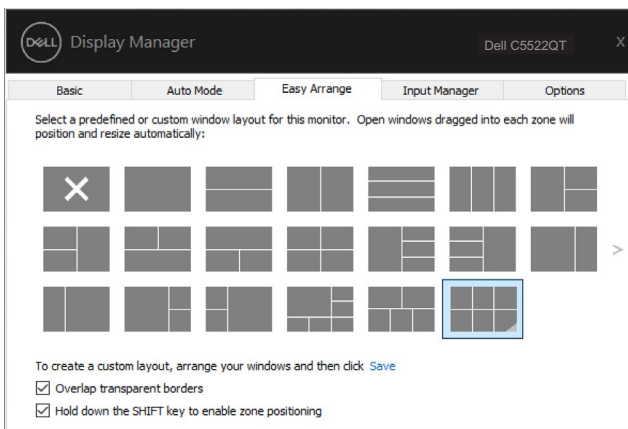 DELL Display Manager Dell C5522QT X
Basic Auto Mode Easy Arrange Input Manager Options
Select a predefined or custom window layout for this monitor. Open windows dragged into each zone will
position and resize automatically:
To create a custom layout, arrange your windows and then click Save
Overlap transparent borders
Hold down the SHIFT key to enable zone positioning